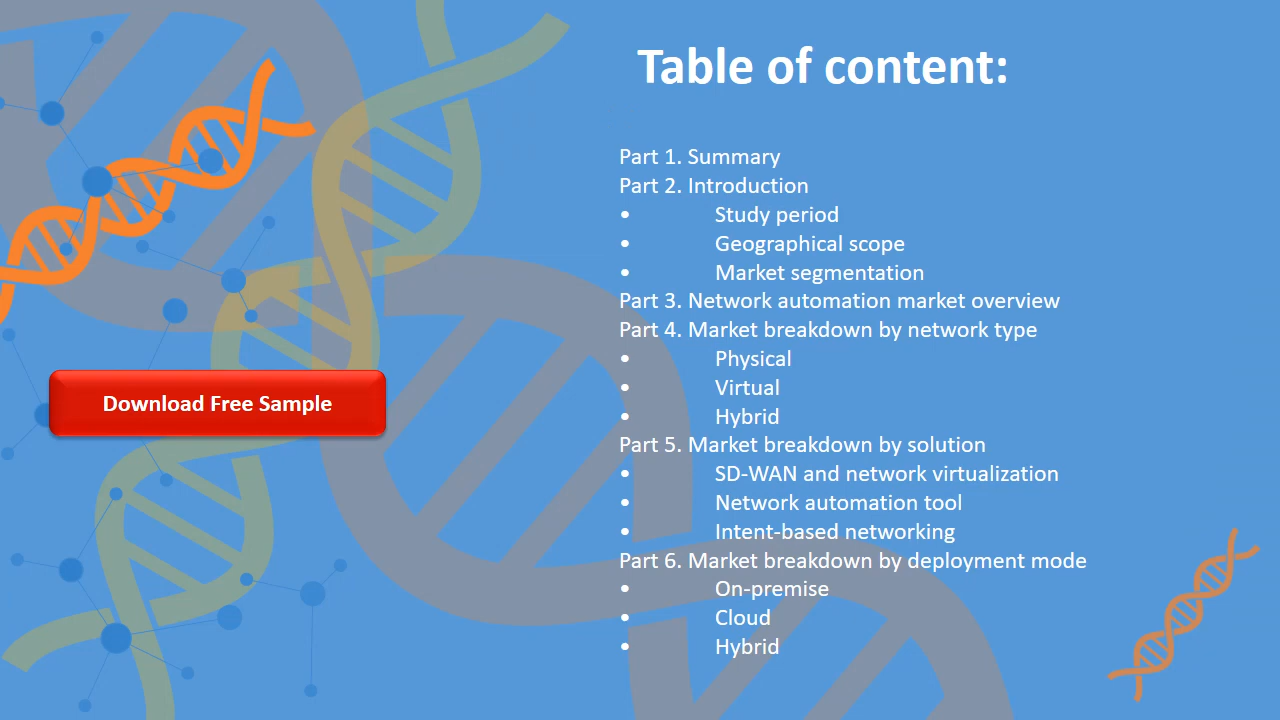 Table of content:
Part 1. Summary
Part 2. Introduction
• Study period
• Geographical scope
• Market segmentation
Part 3. Network automation market overview
Part 4. Market breakdown by network type
• Physical
• Virtual
• Hybrid
Part 5. Market breakdown by solution
• SD-WAN and network virtualization
• Network automation tool
• Intent-based networking
Part 6. Market breakdown by deployment mode
• On-premise
• Cloud
• Hybrid
Download Free Sample